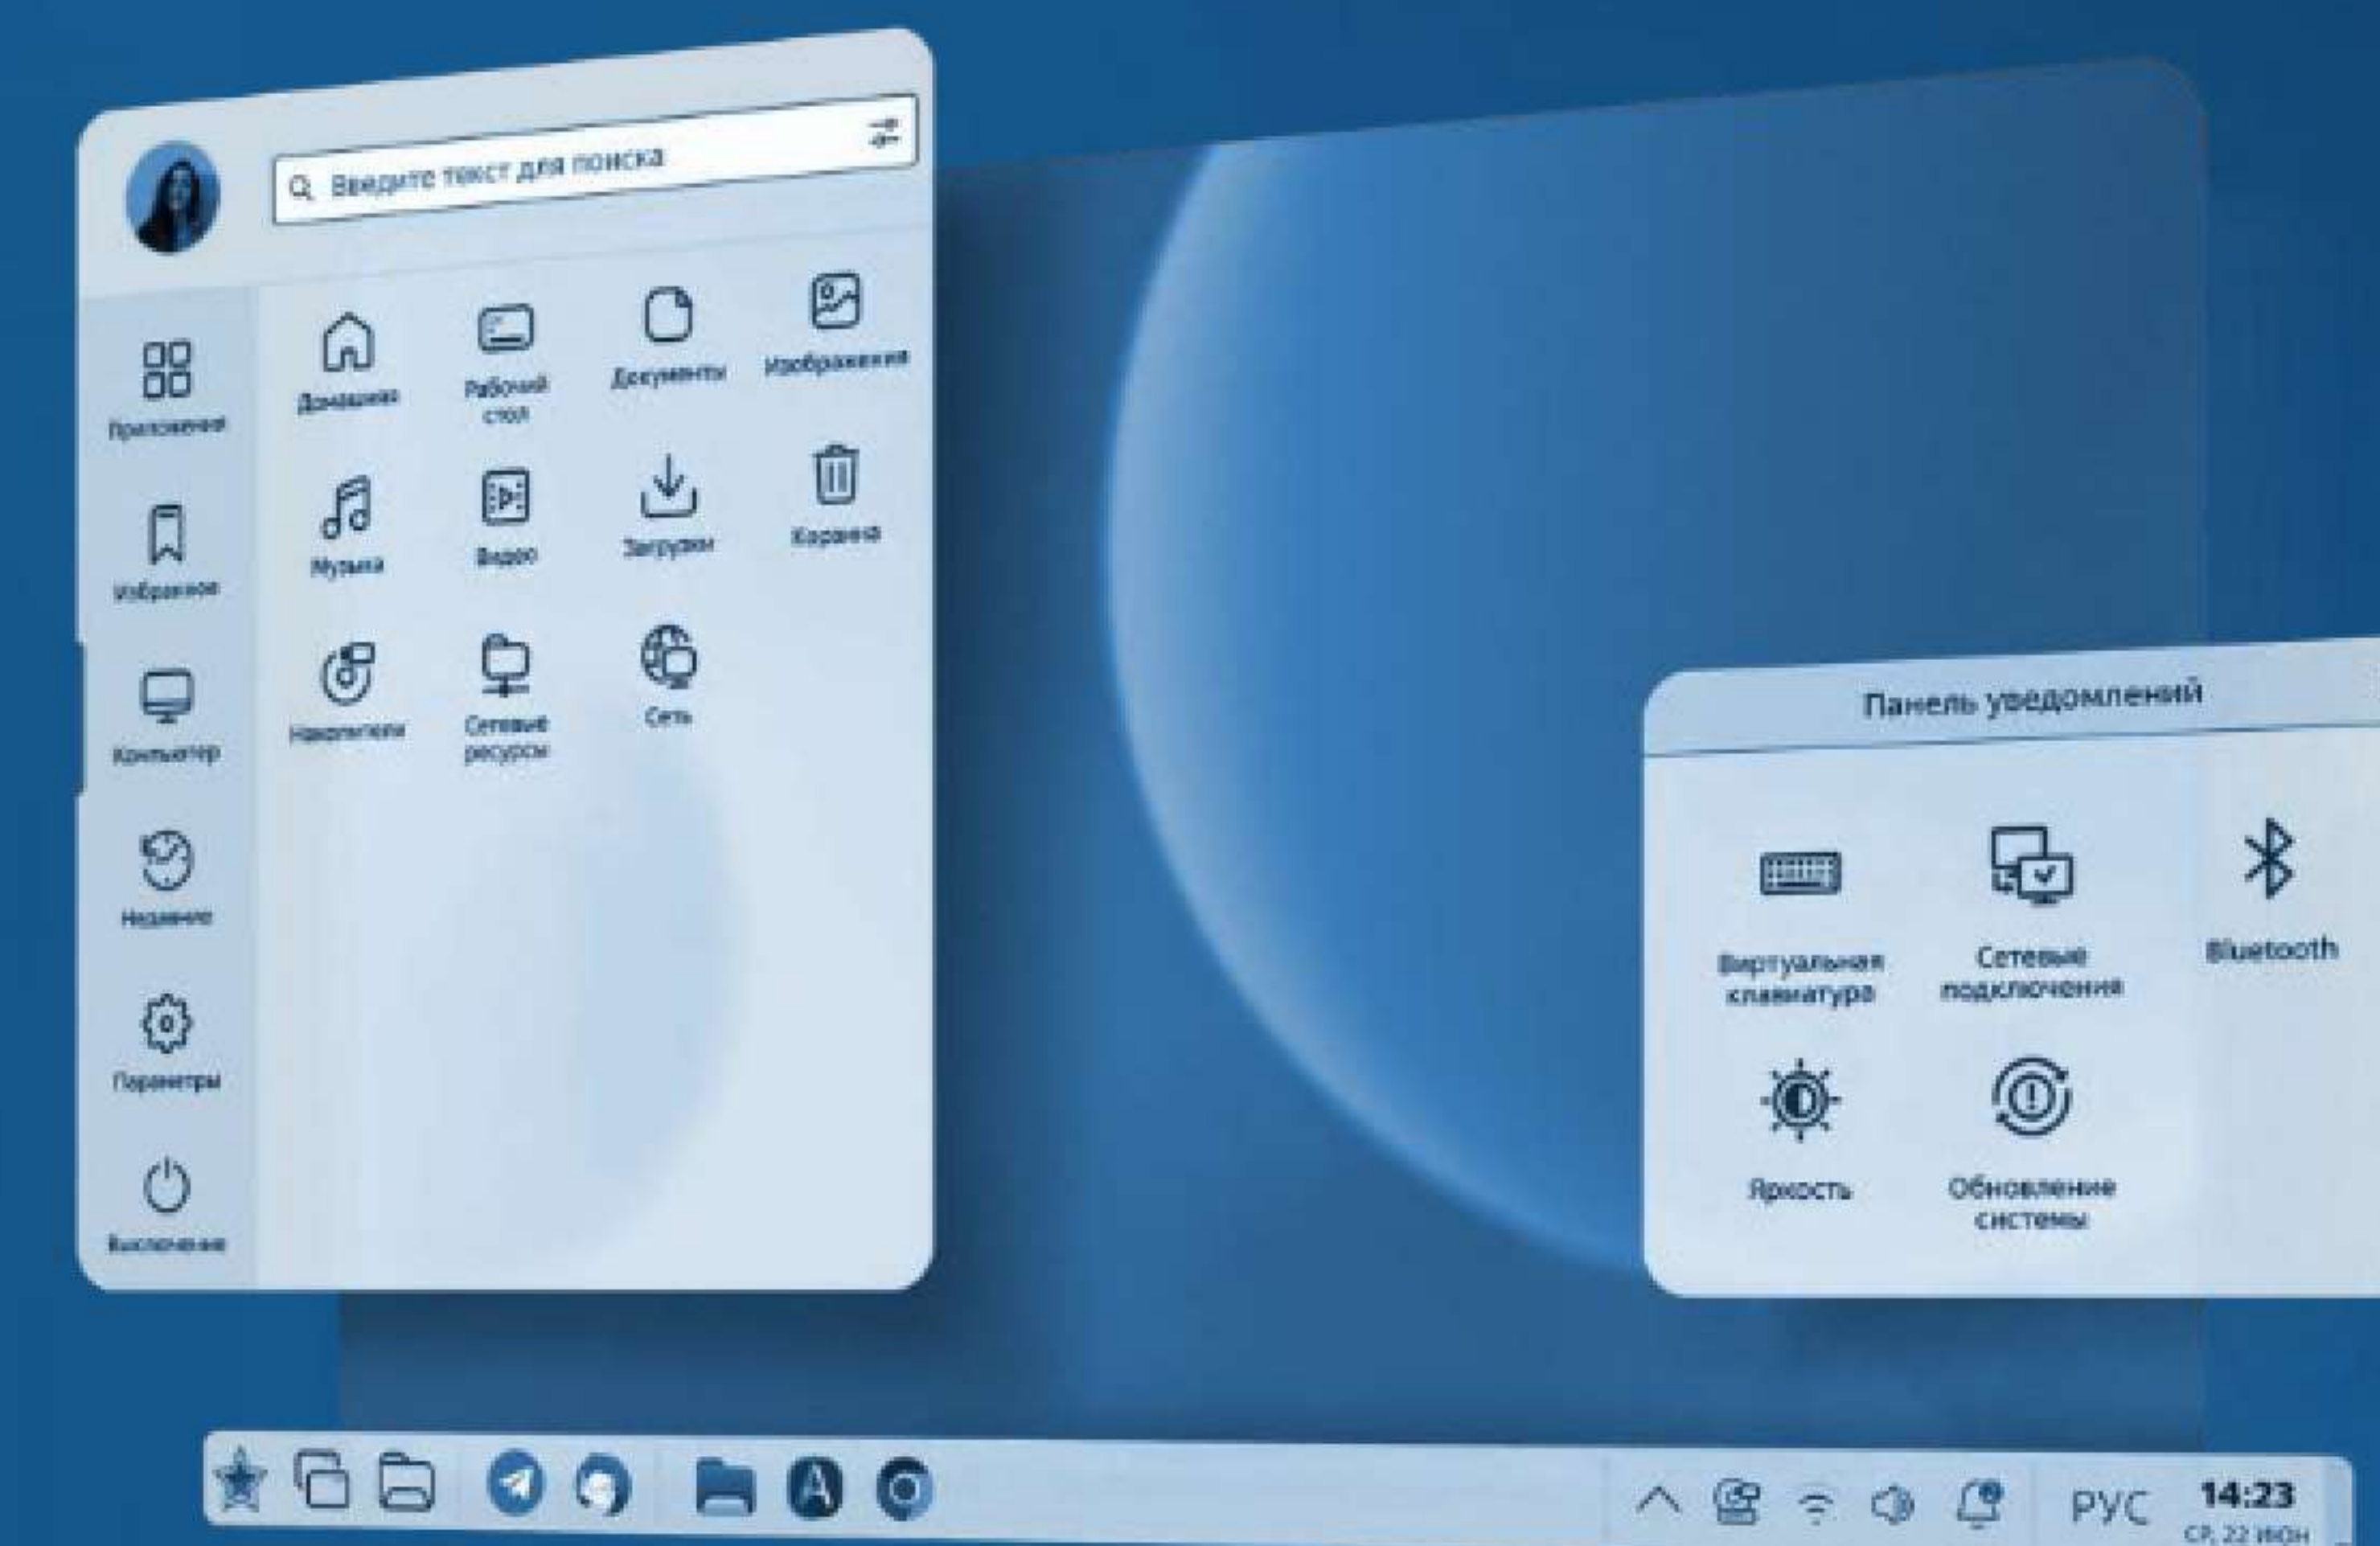 Введите текст для поиска
Приложения
Избранное
Компьютер
Недавние
Параметры
Выключение
Домашняя
Рабочий
стол
Документы
Изображения
Музыка
Видео
Загрузки
Корзина
Накопители
Сетевые
ресурсы
Сеть
Панель уведомлений
Виртуальная
клавиатура
Сетевые
подключения
Bluetooth
Яркость
Обновление
системы
РУС
14:23
СР, 22 ИЮН